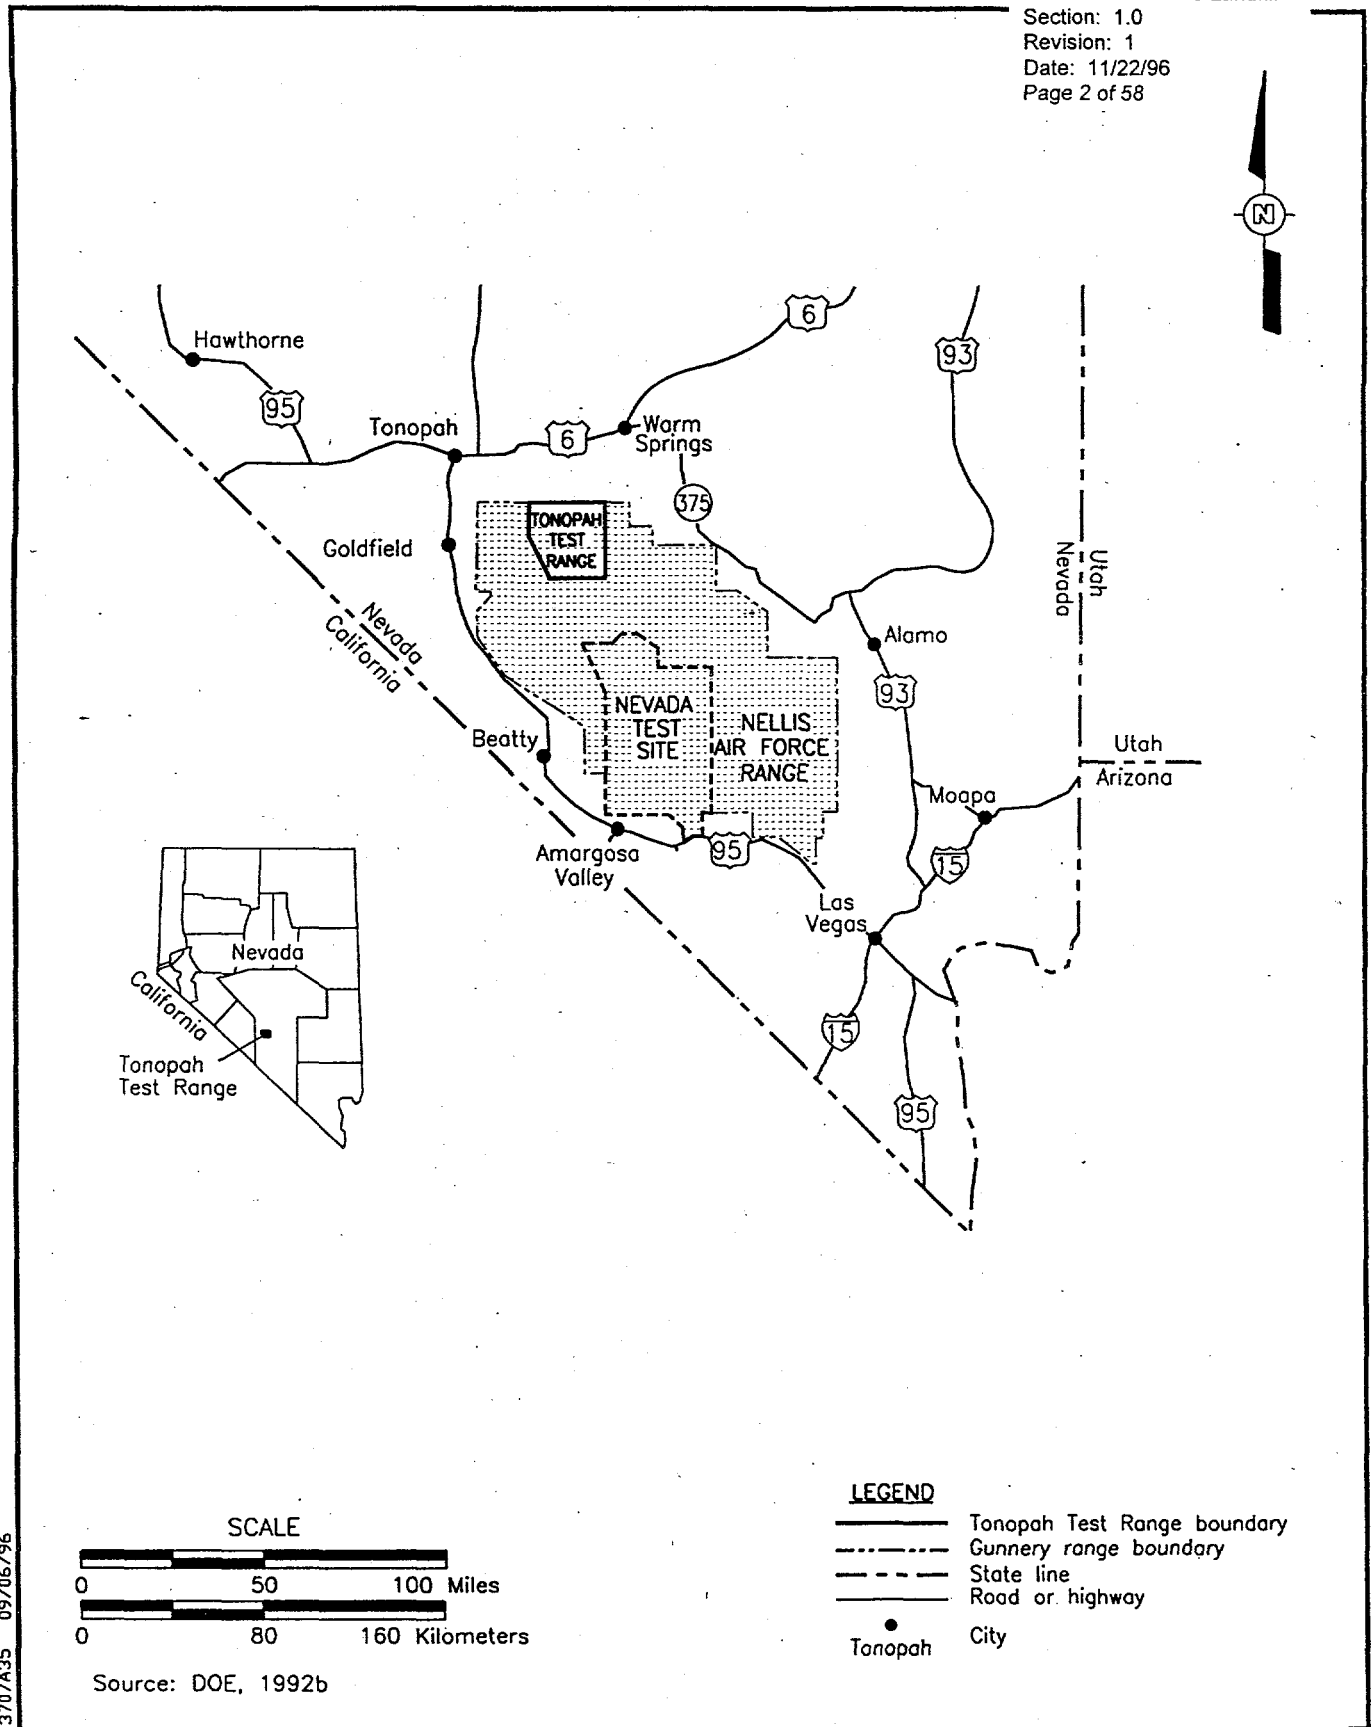 Section: 1.0
Revision: 1
Date: 11/22/96
Page 2 of 58
N
6
Hawthorne
93
95
Tonopah
6
Warm
Springs
375
TONOPAH
TEST
RANGE
Goldfield
Utah
Nevada
Nevada
California
Alamo
93
NEVADA
TEST
SITE
NELLIS
AIR FORCE
RANGE
Beatty
Utah
Arizona
Moapa
95
15
Amargosa
Valley
Las
Vegas
Nevada
California
15
Tonopah
Test Range
95
LEGEND
Tonopah Test Range boundary
Gunnery range boundary
State line
Road or highway
Tonopah
City
SCALE
0 50 100 Miles
0 80 160 Kilometers
Source: DOE, 1992b
3707A35 09/06/96